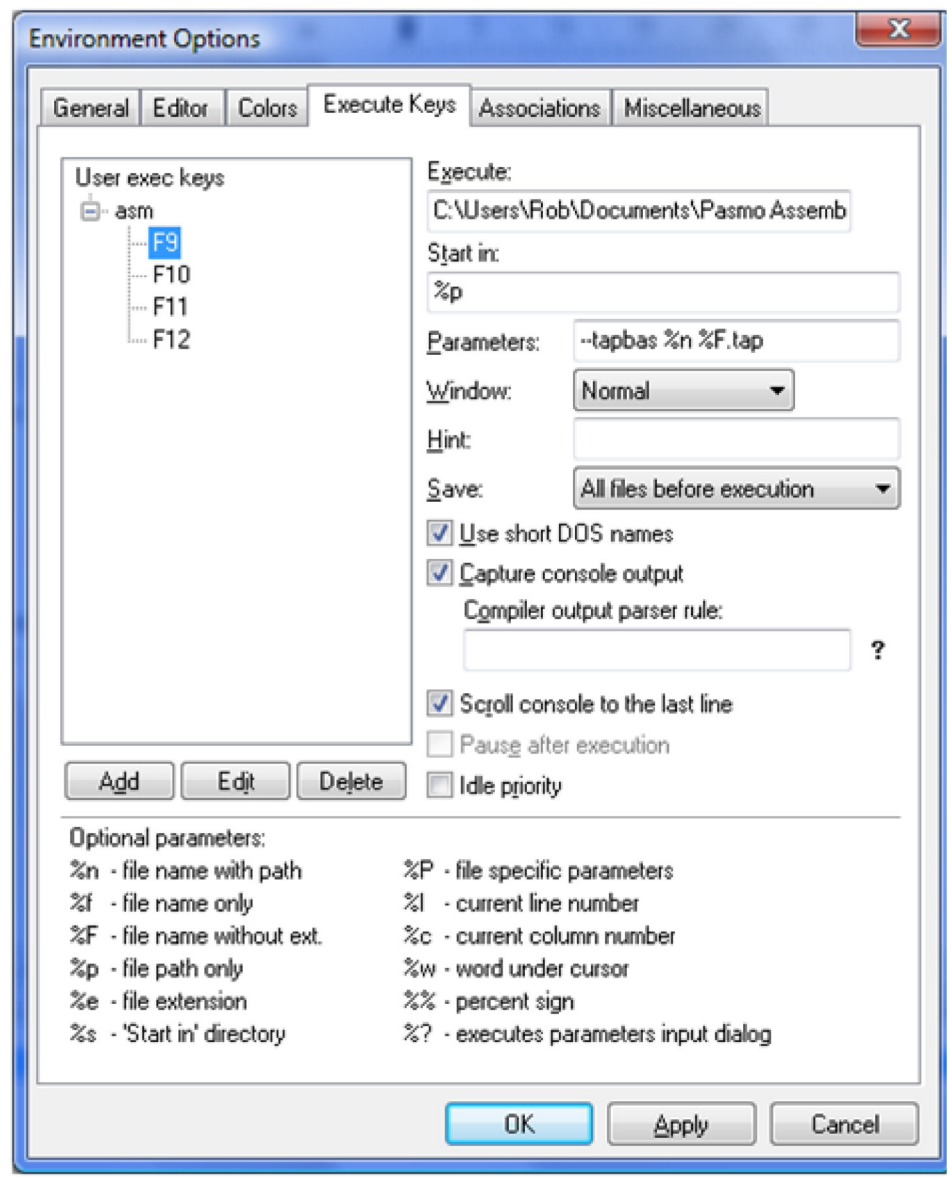 Environment Options
General Editor Colors Execute Keys Associations Miscellaneous
User exec keys
asm
F9
F10
F11
F12
Execute:
C:\Users\Rob\Documents\Pasmo Assemb
Start in:
%p
Parameters: --tapbas %n %F.tap
Window: Normal
Hint:
Save: All files before execution
Use short DOS names
Capture console output
Compiler output parser rule:
?
Scroll console to the last line
Pause after execution
Idle priority
Add Edit Delete
Optional parameters:
%n - file name with path
%f - file name only
%F - file name without ext.
%p - file path only
%e - file extension
%s - 'Start in' directory
%P - file specific parameters
%l - current line number
%c - current column number
%w - word under cursor
%% - percent sign
%? - executes parameters input dialog
OK Apply Cancel